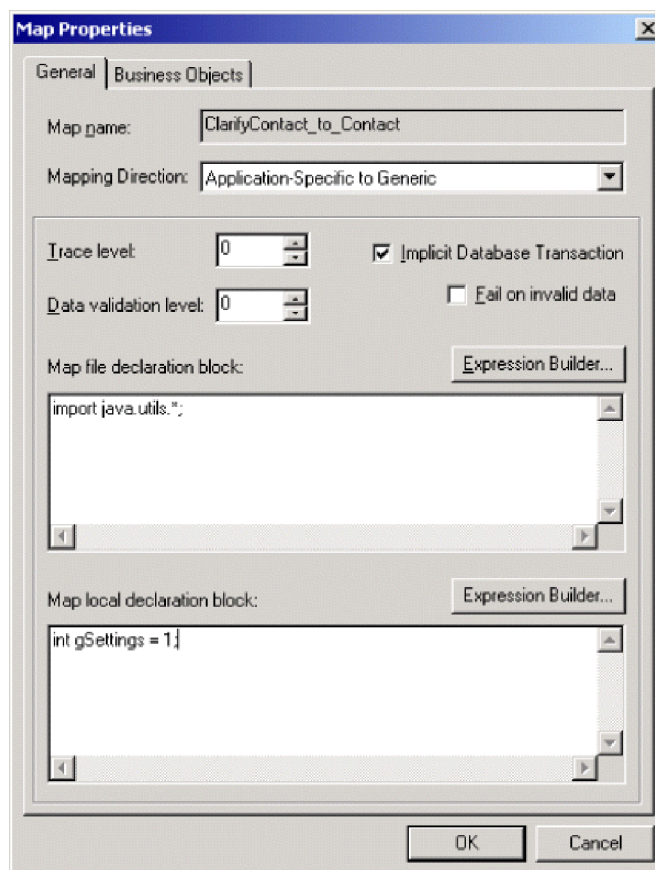 Map Properties
General Business Objects
Map name: ClarifyContact_to_Contact
Mapping Direction: Application-Specific to Generic
Trace level: 0 Implicit Database Transaction
Data validation level: 0 Fail on invalid data
Map file declaration block: Expression Builder...
import java.utils.*;
Map local declaration block: Expression Builder...
int gSettings = 1;
OK Cancel